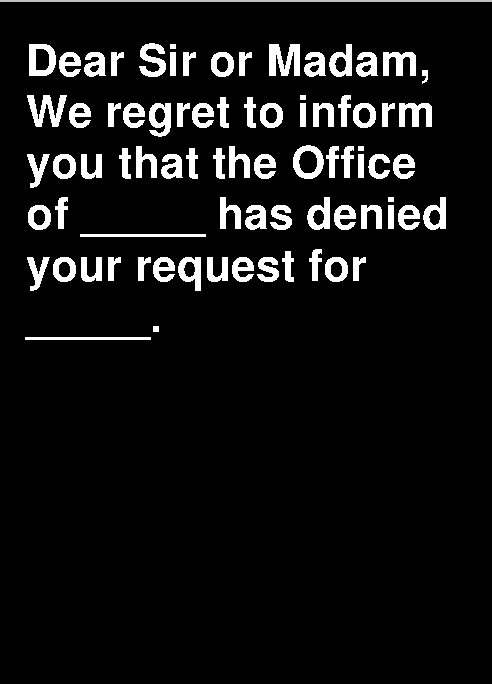 Dear Sir or Madam,
We regret to inform
you that the Office
of _____ has denied
your request for
_____.